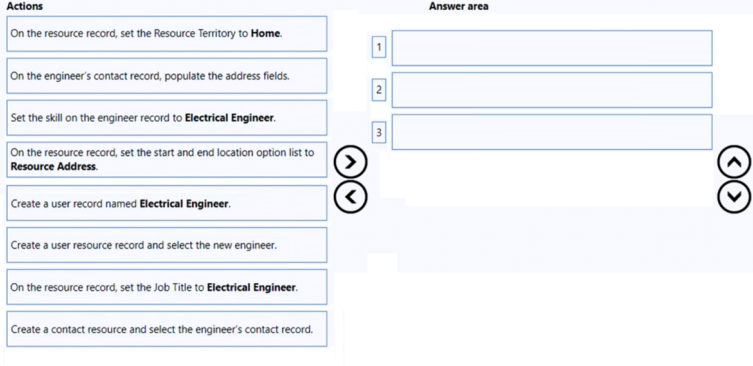 Actions
Answer area
On the resource record, set the Resource Territory to Home.
On the engineer's contact record, populate the address fields.
Set the skill on the engineer record to Electrical Engineer.
On the resource record, set the start and end location option list to
Resource Address.
Create a user record named Electrical Engineer.
Create a user resource record and select the new engineer.
On the resource record, set the Job Title to Electrical Engineer.
Create a contact resource and select the engineer's contact record.
1
2
3